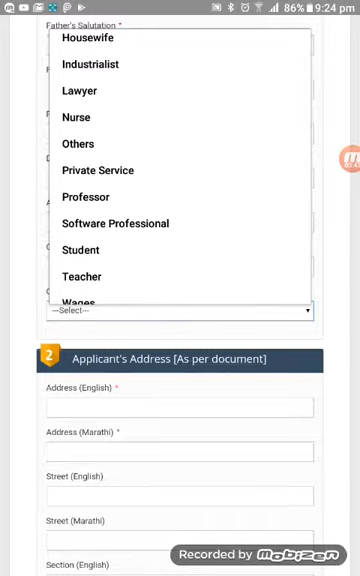 86% 9:24 pm
Father's Salutation *
Housewife
Industrialist
Lawyer
Nurse
Others
Private Service
Professor
Software Professional
Student
Teacher
Wages
---Select---
2 Applicant's Address [As per document]
Address (English) *
Address (Marathi) *
Street (English)
Street (Marathi)
Section (English)
Recorded by Mobizen